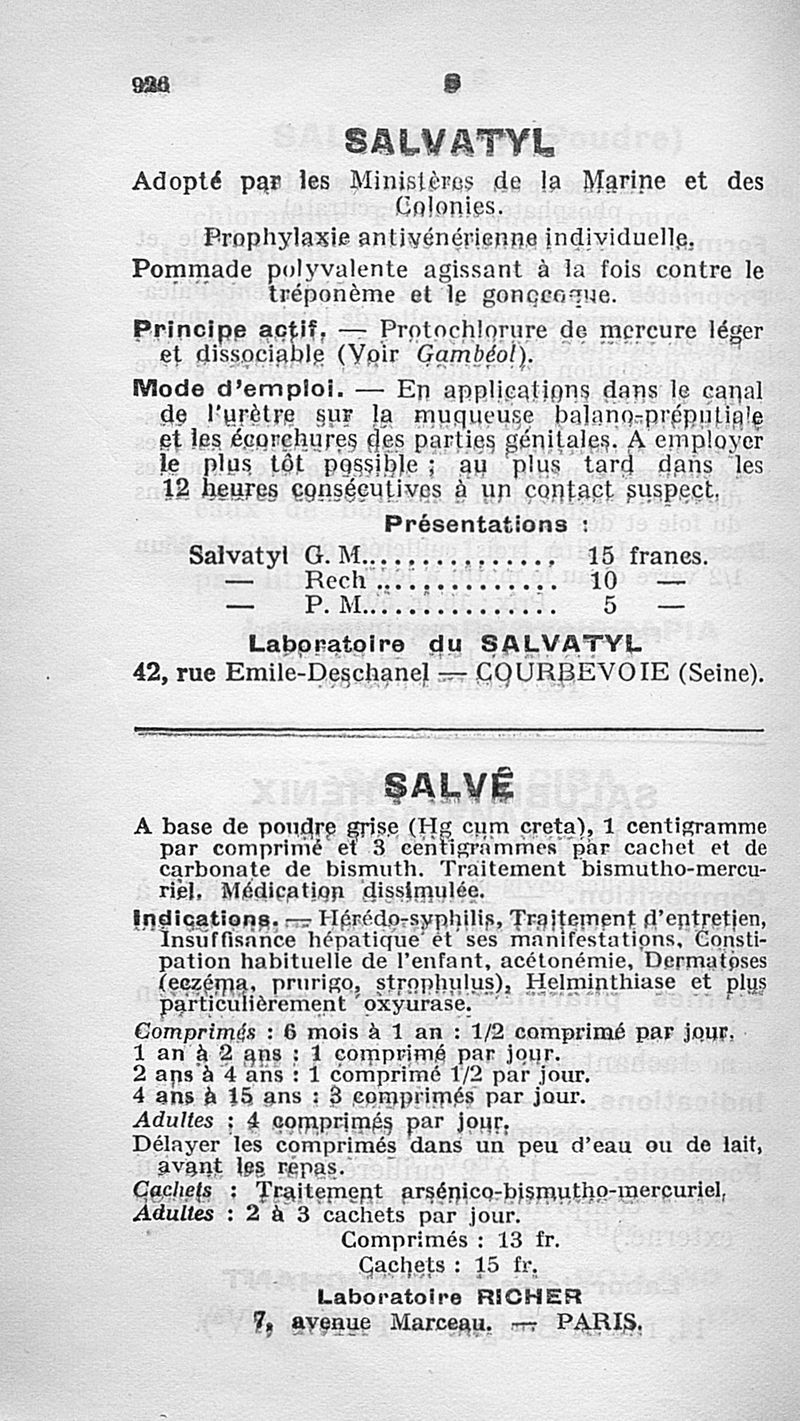 926
S
SALVATYL
Adopté par les Ministères de la Marine et des
Colonies.
Prophylaxie antivénérienne individuelle.
Pommade polyvalente agissant à la fois contre le
tréponème et le gonocoque.
Principe actif. — Protochlorure de mercure léger
et dissociable (Voir Gambéol).
Mode d'emploi. — En applications dans le canal
de l'urètre sur la muqueuse balano-préputiale
et les écorchures des parties génitales. A employer
le plus tôt possible ; au plus tard dans les
12 heures consécutives à un contact suspect.
Présentations :
Salvatyl G. M................ 15 francs.
— Rech ............... 10 —
— P. M................ 5 —
Laboratoire du SALVATYL
42, rue Emile-Deschanel — COURBEVOIE (Seine).
SALVÉ
A base de poudre grise (Hg cum creta), 1 centigramme
par comprimé et 3 centigrammes par cachet et de
carbonate de bismuth. Traitement bismutho-mercu-
riel. Médication dissimulée.
Indications. — Hérédo-syphilis, Traitement d'entretien,
Insuffisance hépatique et ses manifestations, Consti-
pation habituelle de l'enfant, acétonémie, Dermatoses
(eczéma, prurigo, strophulus), Helminthiase et plus
particulièrement oxyurase.
Comprimés : 6 mois à 1 an : 1/2 comprimé par jour.
1 an à 2 ans : 1 comprimé par jour.
2 ans à 4 ans : 1 comprimé 1/2 par jour.
4 ans à 15 ans : 3 comprimés par jour.
Adultes : 4 comprimés par jour.
Délayer les comprimés dans un peu d'eau ou de lait,
avant les repas.
Cachets : Traitement arsénico-bismutho-mercuriel,
Adultes : 2 à 3 cachets par jour.
Comprimés : 13 fr.
Cachets : 15 fr.
Laboratoire RICHER
7, avenue Marceau. — PARIS.